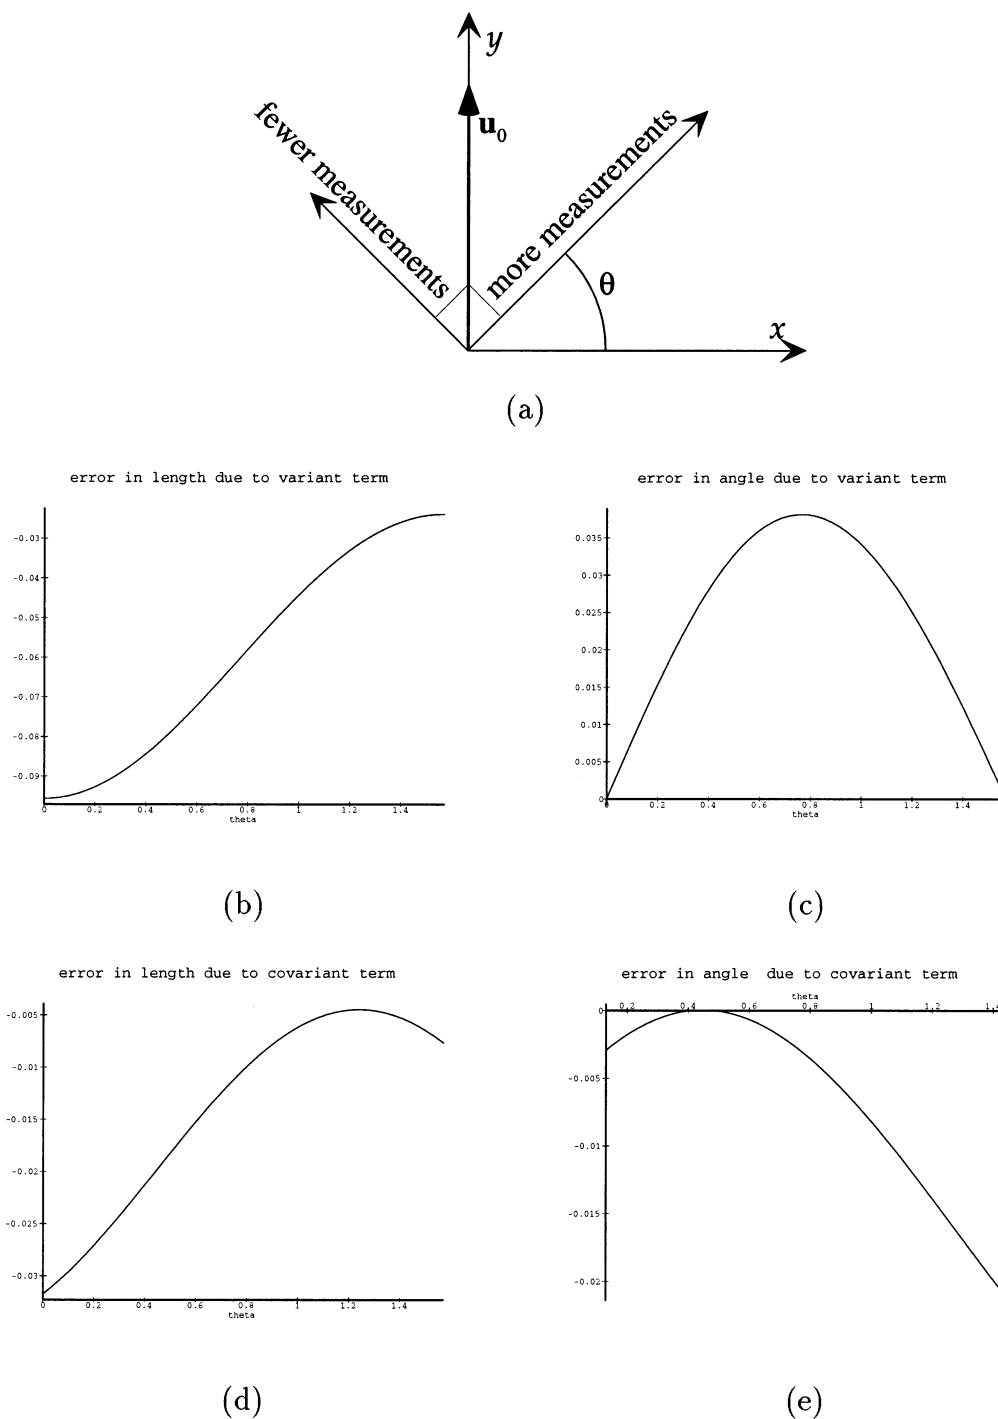 y
fewer measurements
u0
more measurements
θ
x
(a)
error in length due to variant term
-0.03
-0.04
-0.05
-0.06
-0.07
-0.08
-0.09
0 0.2 0.4 0.6 0.8 1 1.2 1.4
theta
(b)
error in angle due to variant term
0.035
0.03
0.025
0.02
0.015
0.01
0.005
0
0 0.2 0.4 0.6 0.8 1 1.2 1.4
theta
(c)
error in length due to covariant term
-0.005
-0.01
-0.015
-0.02
-0.025
-0.03
0 0.2 0.4 0.6 0.8 1 1.2 1.4
theta
(d)
error in angle due to covariant term
theta
0.2 0.4 0.6 0.8 1 1.2 1.4
0
-0.005
-0.01
-0.015
-0.02
(e)